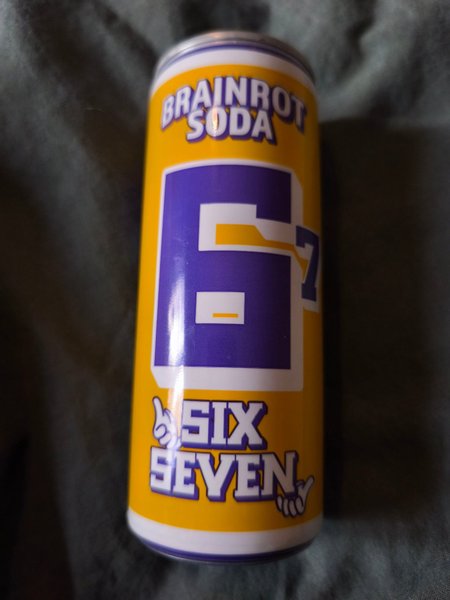 BRAINROT
SODA
6
7
SIX
SEVEN